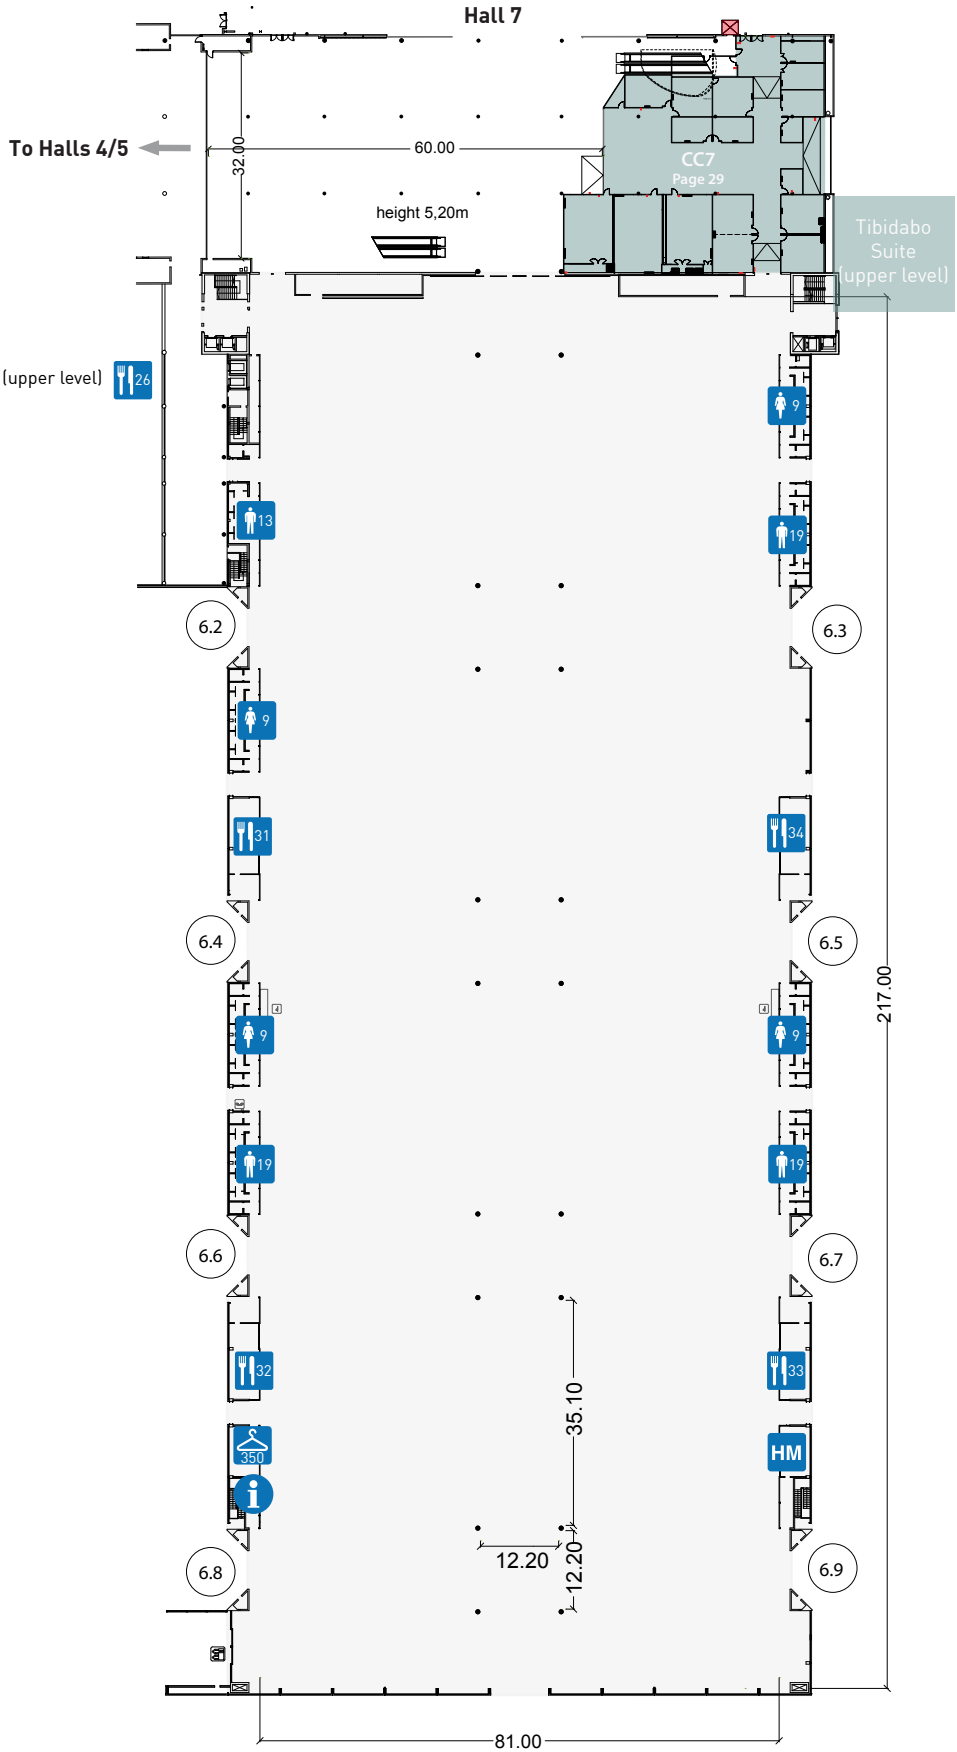 Hall 7
To Halls 4/5
32.00
60.00
CC7
Page 29
height 5,20m
Tibidabo
Suite
(upper level)
(upper level)
26
9
13
19
6.2
6.3
9
31
34
6.4
6.5
217.00
9
9
19
19
6.6
6.7
35.10
32
33
350
HM
i
12.20
12.20
6.8
6.9
81.00